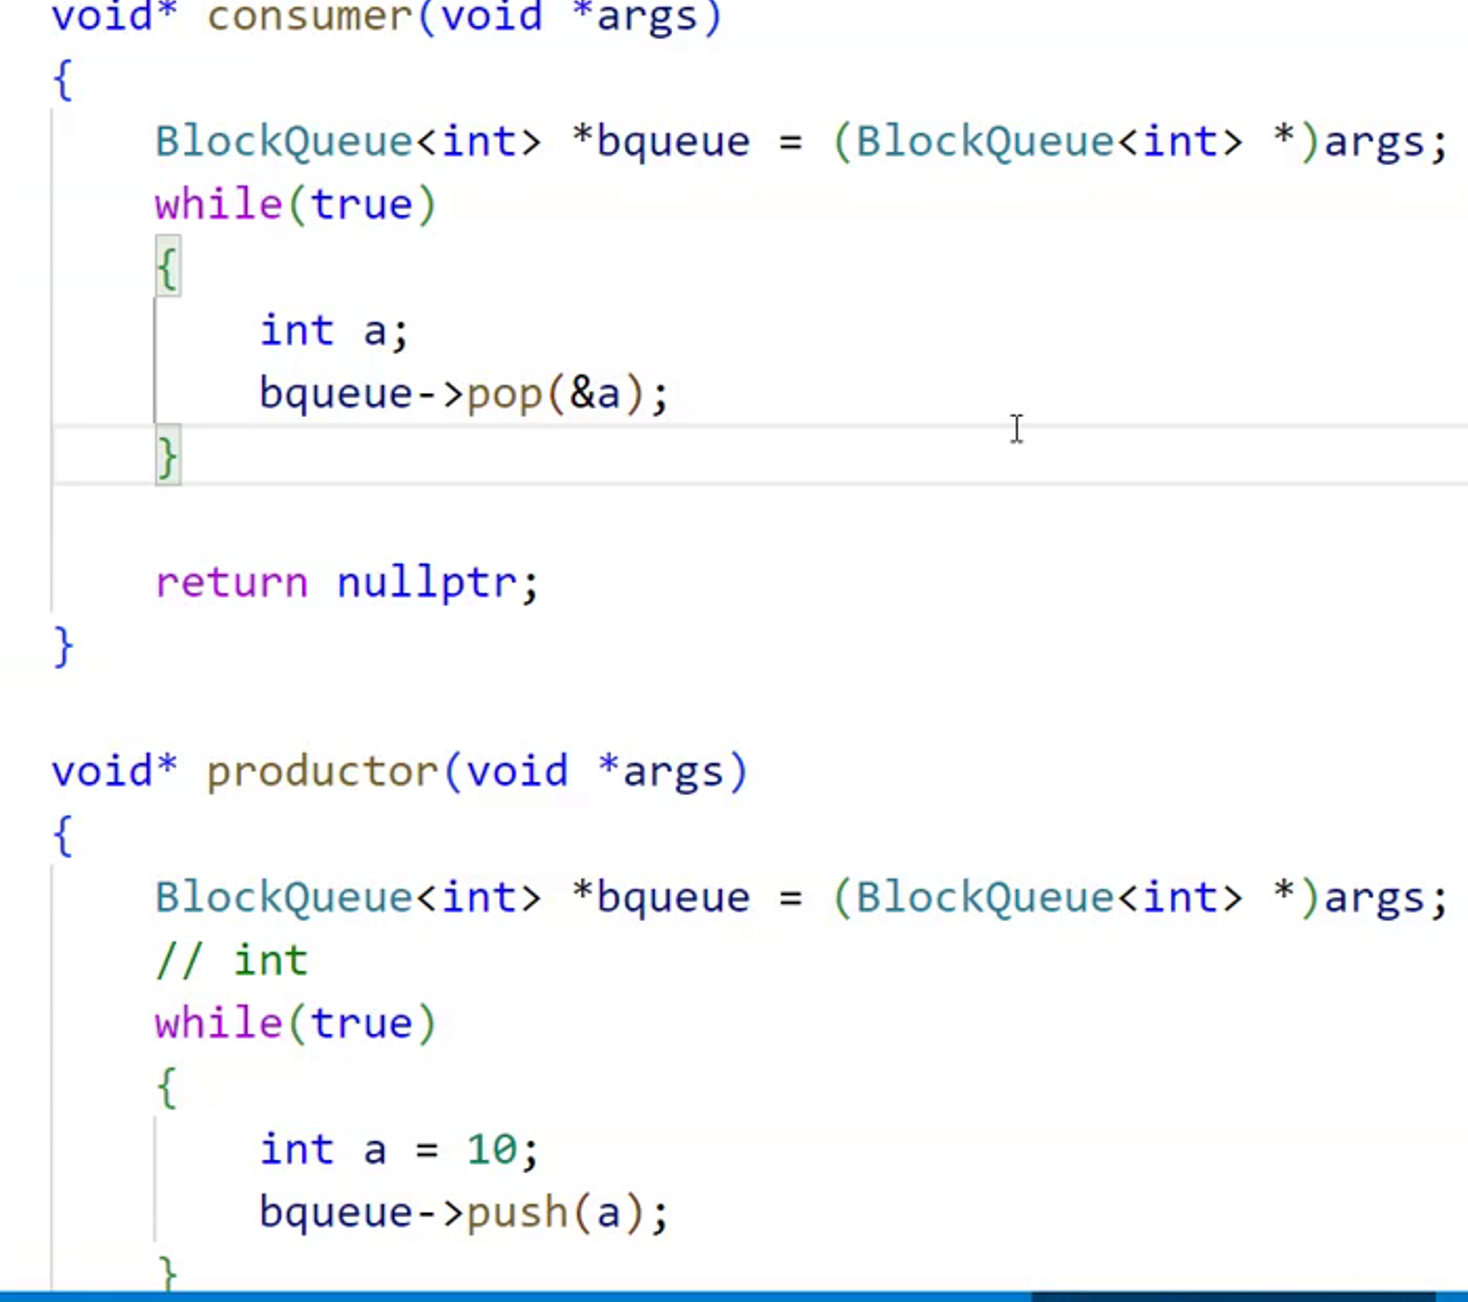 void* consumer(void *args)
{
    BlockQueue<int> *bqueue = (BlockQueue<int> *)args;
    while(true)
    {
        int a;
        bqueue->pop(&a);
    }
    return nullptr;
}
void* productor(void *args)
{
    BlockQueue<int> *bqueue = (BlockQueue<int> *)args;
    // int
    while(true)
    {
        int a = 10;
        bqueue->push(a);
    }